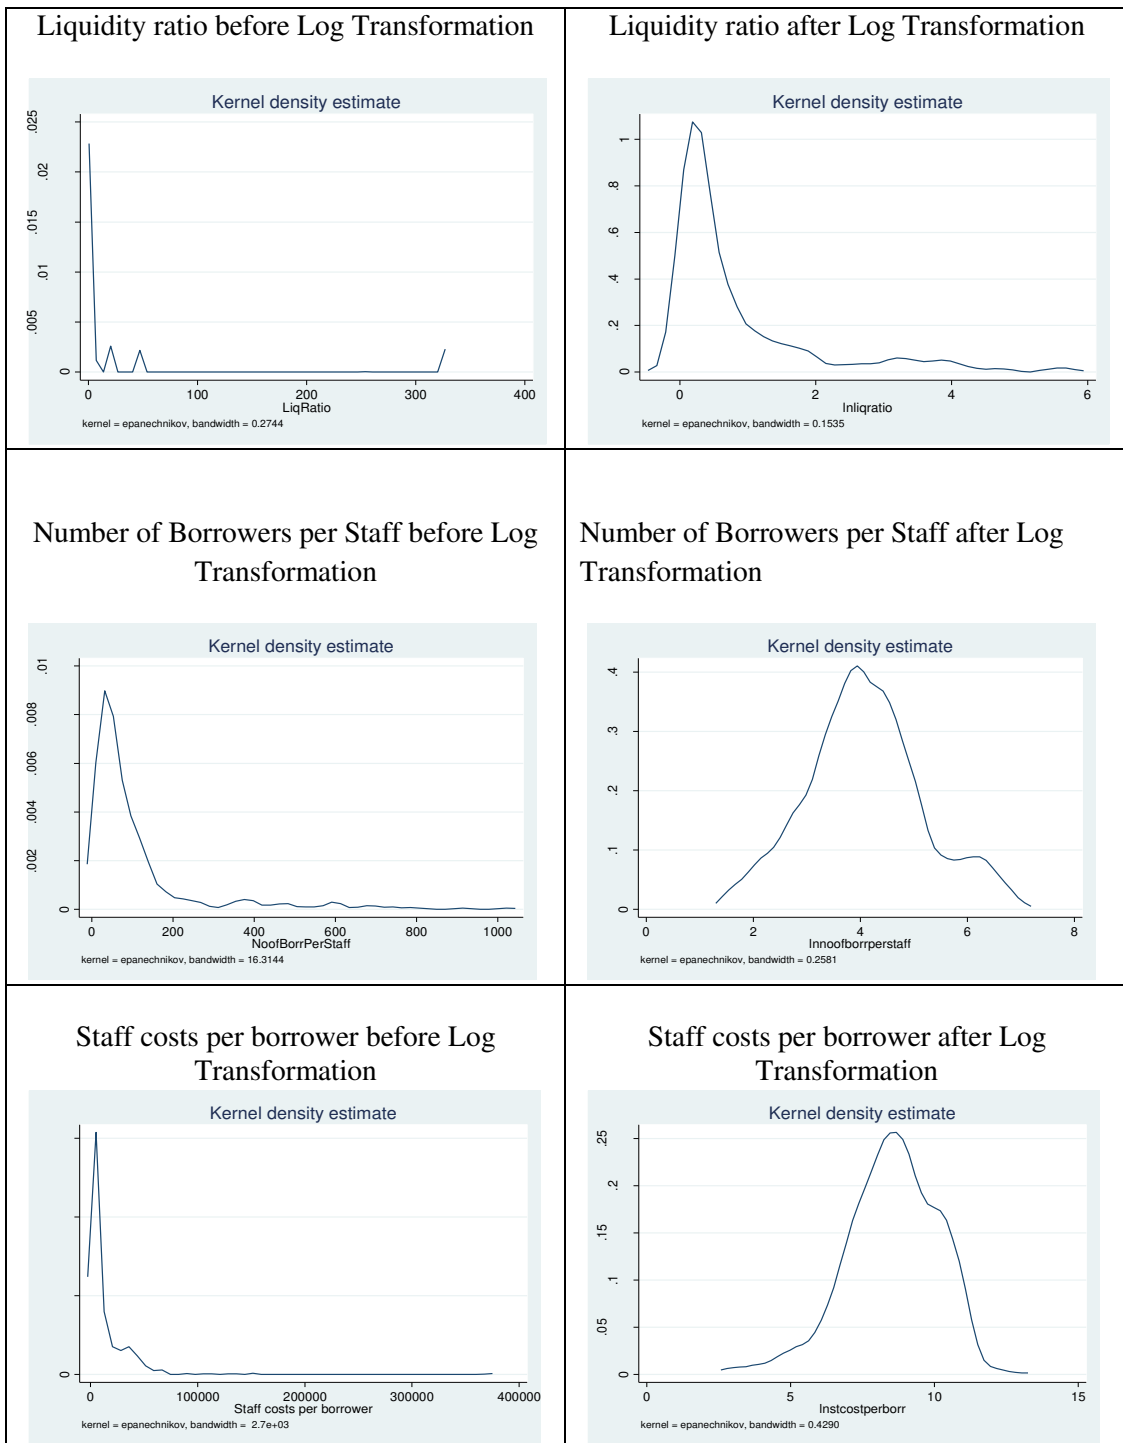 Liquidity ratio before Log Transformation
Kernel density estimate
.025
.02
.015
.01
.005
0
0 100 200 300 400
LiqRatio
kernel = epanechnikov, bandwidth = 0.2744
Liquidity ratio after Log Transformation
Kernel density estimate
1
.8
.6
.4
.2
0
0 2 4 6
lnliqratio
kernel = epanechnikov, bandwidth = 0.1535
Number of Borrowers per Staff before Log
Transformation
Kernel density estimate
.01
.008
.006
.004
.002
0
0 200 400 600 800 1000
NoofBorrPerStaff
kernel = epanechnikov, bandwidth = 16.3144
Number of Borrowers per Staff after Log
Transformation
Kernel density estimate
.4
.3
.2
.1
0
0 2 4 6 8
lnnoofborrperstaff
kernel = epanechnikov, bandwidth = 0.2581
Staff costs per borrower before Log
Transformation
Kernel density estimate
0
0 100000 200000 300000 400000
Staff costs per borrower
kernel = epanechnikov, bandwidth = 2.7e+03
Staff costs per borrower after Log
Transformation
Kernel density estimate
.25
.2
.15
.1
.05
0
0 5 10 15
lnstcostperborr
kernel = epanechnikov, bandwidth = 0.4290